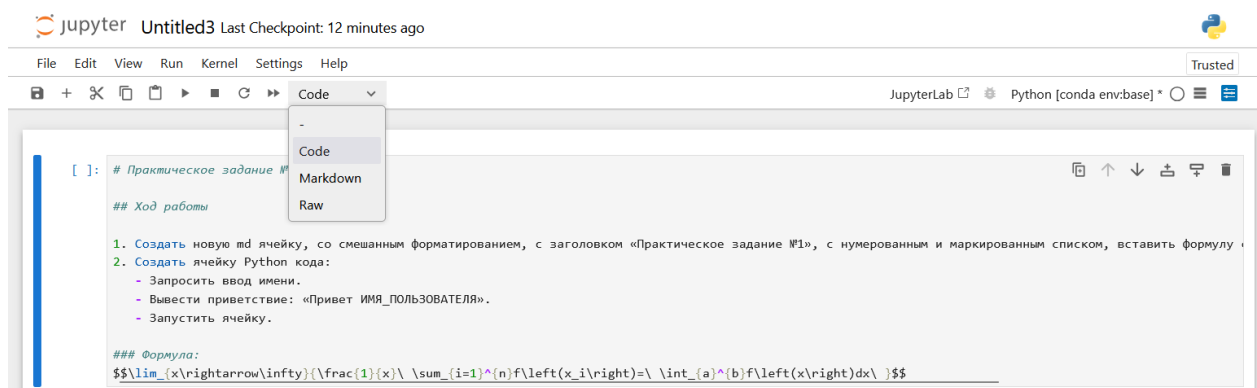 jupyter Untitled3 Last Checkpoint: 12 minutes ago
File Edit View Run Kernel Settings Help Trusted
Code JupyterLab Python [conda env:base] *
-
Code
Markdown
Raw
[ ]: # Практическое задание
## Ход работы
1. Создать новую md ячейку, со смешанным форматированием, с заголовком «Практическое задание №1», с нумерованным и маркированным списком, вставить формулу
2. Создать ячейку Python кода:
- Запросить ввод имени.
- Вывести приветствие: «Привет ИМЯ_ПОЛЬЗОВАТЕЛЯ».
- Запустить ячейку.
### Формула:
$$\lim_{x\rightarrow\infty}{\frac{1}{x}\ \sum_{i=1}^{n}f\left(x_i\right)=\ \int_{a}^{b}f\left(x\right)dx\ }$$